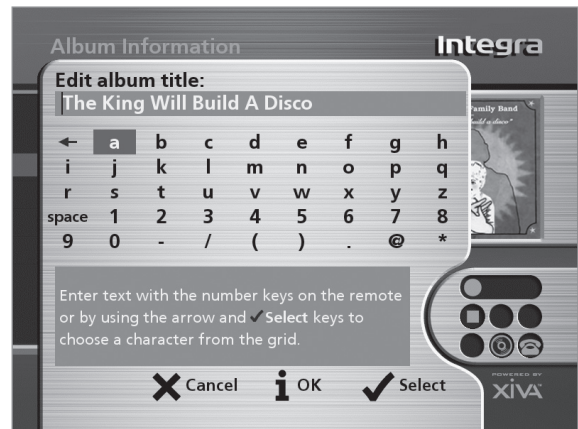 Album Information
Integra
Edit album title:
The King Will Build A Disco
Family Band
build a disco"
← a b c d e f g h
i j k l m n o p q
r s t u v w x y z
space 1 2 3 4 5 6 7 8
9 0 - / ( ) . @ *
Enter text with the number keys on the remote
or by using the arrow and ✓Select keys to
choose a character from the grid.
Cancel i OK Select
POWERED BY
XiVA